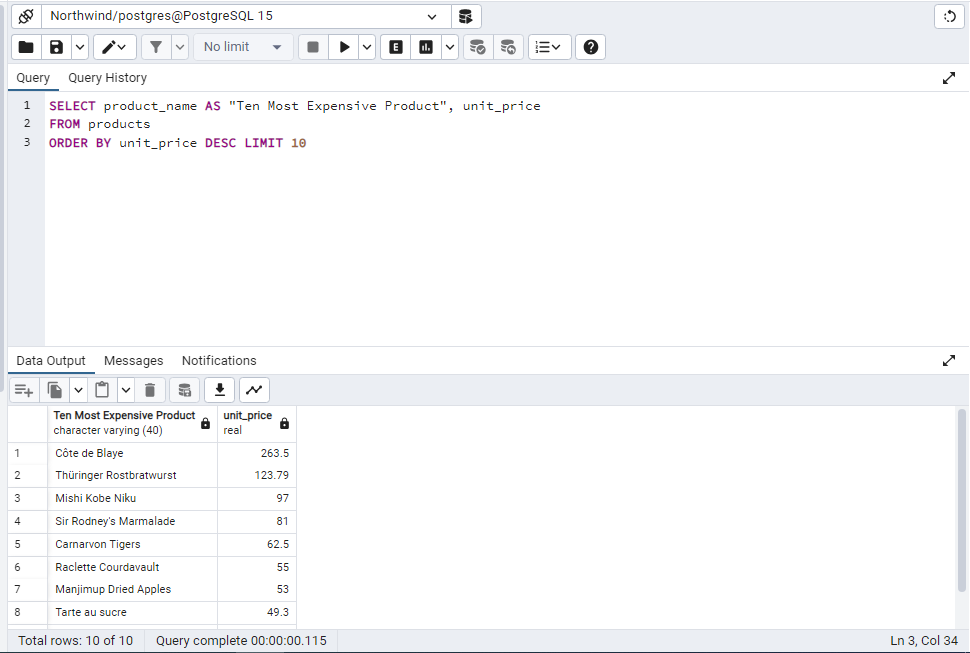 Northwind/postgres@PostgreSQL 15
No limit
E
Query Query History
1 SELECT product_name AS "Ten Most Expensive Product", unit_price
2 FROM products
3 ORDER BY unit_price DESC LIMIT 10
Data Output Messages Notifications
Ten Most Expensive Product unit_price
character varying (40) real
1 Côte de Blaye 263.5
2 Thüringer Rostbratwurst 123.79
3 Mishi Kobe Niku 97
4 Sir Rodney's Marmalade 81
5 Carnarvon Tigers 62.5
6 Raclette Courdavault 55
7 Manjimup Dried Apples 53
8 Tarte au sucre 49.3
Total rows: 10 of 10 Query complete 00:00:00.115 Ln 3, Col 34